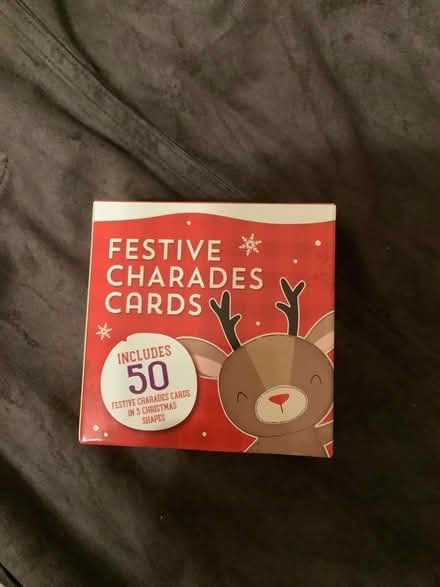 FESTIVE
CHARADES
CARDS
INCLUDES
50
FESTIVE CHARADES CARDS
IN 5 CHRISTMAS
SHAPES